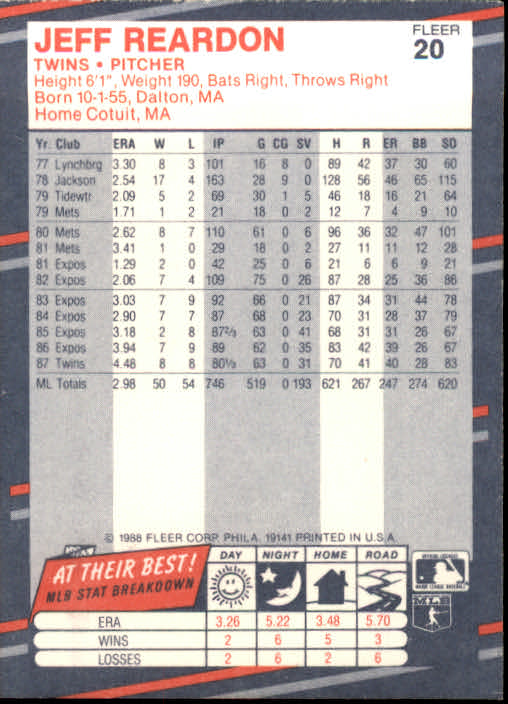 JEFF REARDON
FLEER
20
TWINS • PITCHER
Height 6'1", Weight 190, Bats Right, Throws Right
Born 10-1-55, Dalton, MA
Home Cotuit, MA
Yr. Club ERA W L IP G CG SV H R ER BB SO
77 Lynchbrg 3.30 8 3 101 16 8 0 89 42 37 30 60
78 Jackson 2.54 17 4 163 28 9 0 128 56 46 65 115
79 Tidewtr 2.09 5 2 69 30 1 5 46 18 16 21 64
79 Mets 1.71 1 2 21 18 0 2 12 7 4 9 10
80 Mets 2.62 8 7 110 61 0 6 96 36 32 47 101
81 Mets 3.41 1 0 29 18 0 2 27 11 11 12 28
81 Expos 1.29 2 0 42 25 0 6 21 6 6 9 21
82 Expos 2.06 7 4 109 75 0 26 87 28 25 36 86
83 Expos 3.03 7 9 92 66 0 21 87 34 31 44 78
84 Expos 2.90 7 7 87 68 0 23 70 31 28 37 79
85 Expos 3.18 2 8 87⅔ 63 0 41 68 31 31 26 67
86 Expos 3.94 7 9 89 62 0 35 83 42 39 26 67
87 Twins 4.48 8 8 80⅓ 63 0 31 70 41 40 28 83
ML Totals 2.98 50 54 746 519 0 193 621 267 247 274 620
© 1988 FLEER CORP. PHILA. 19141 PRINTED IN U.S.A.
AT THEIR BEST!
MLB STAT BREAKDOWN
DAY NIGHT HOME ROAD
ERA 3.26 5.22 3.48 5.70
WINS 2 6 5 3
LOSSES 2 6 2 6
MLB